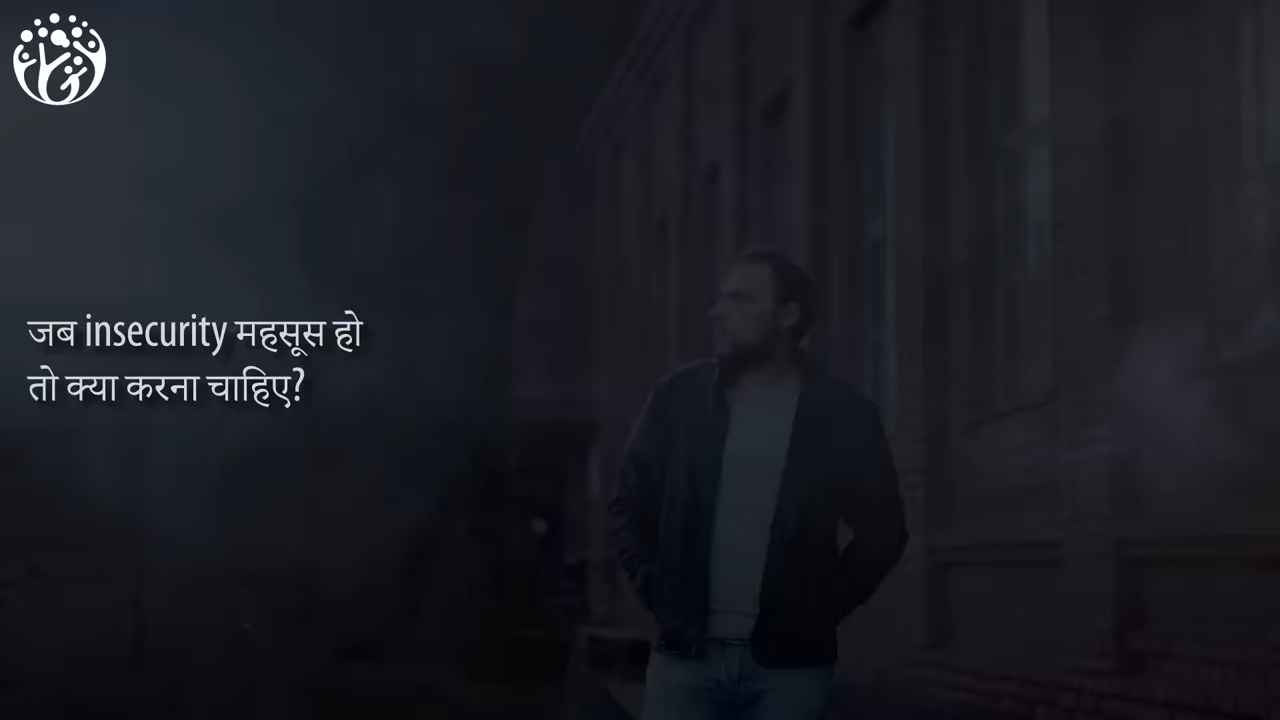 जब insecurity महसूस हो
तो क्या करना चाहिए?